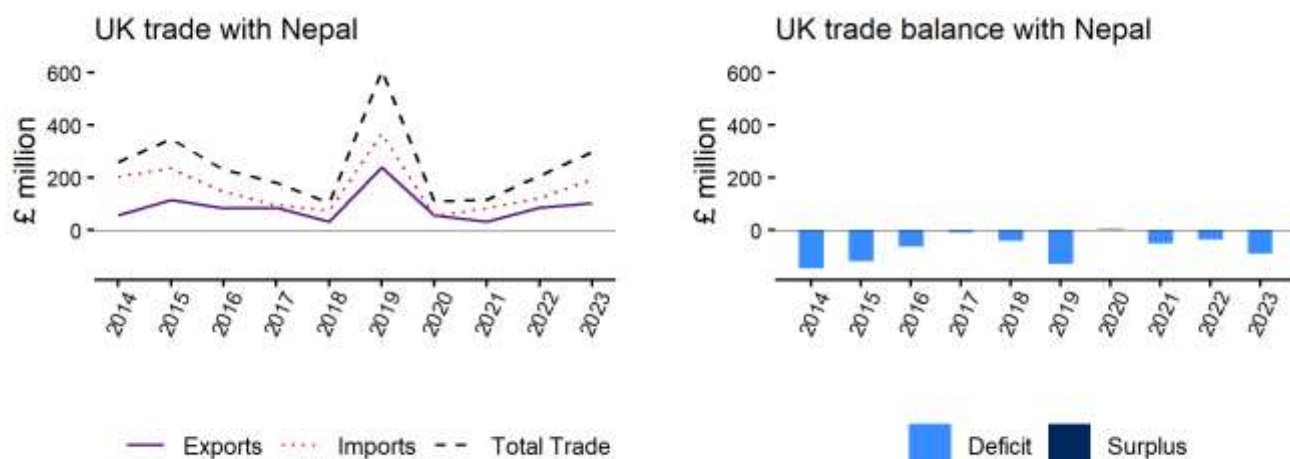 UK trade with Nepal
600
400
200
0
£ million
2014 2015 2016 2017 2018 2019 2020 2021 2022 2023
Exports Imports Total Trade
UK trade balance with Nepal
600
400
200
0
£ million
2014 2015 2016 2017 2018 2019 2020 2021 2022 2023
Deficit Surplus